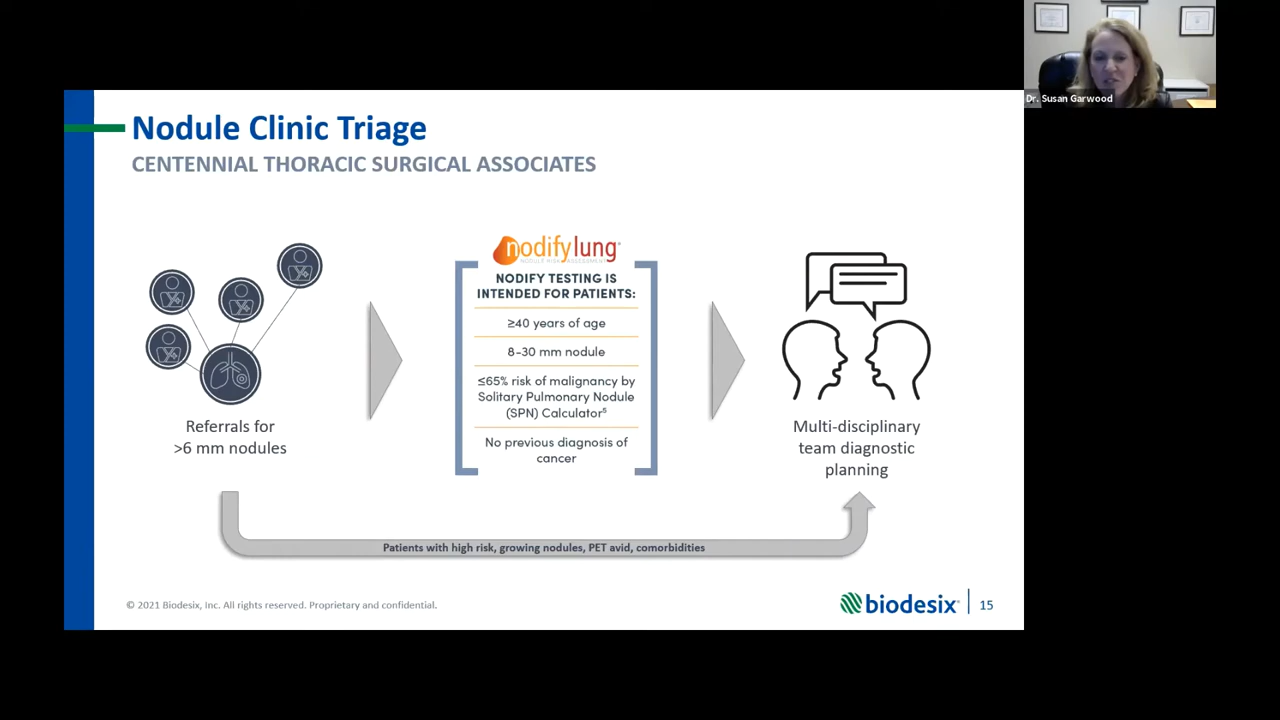 Dr. Susan Garwood
Nodule Clinic Triage
CENTENNIAL THORACIC SURGICAL ASSOCIATES
nodifylung®
NODULE RISK ASSESSMENT
NODIFY TESTING IS
INTENDED FOR PATIENTS:
≥40 years of age
8-30 mm nodule
≤65% risk of malignancy by
Solitary Pulmonary Nodule
(SPN) Calculator⁵
No previous diagnosis of
cancer
Referrals for
>6 mm nodules
Multi-disciplinary
team diagnostic
planning
Patients with high risk, growing nodules, PET avid, comorbidities
© 2021 Biodesix, Inc. All rights reserved. Proprietary and confidential.
biodesix
15